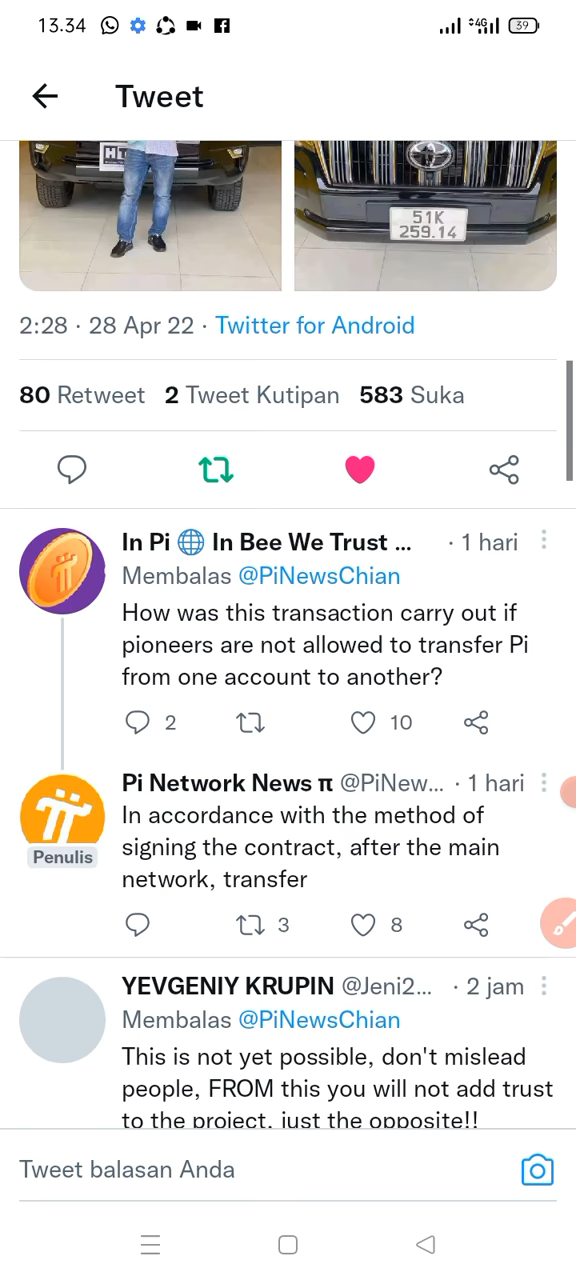 13.34 4G 39
Tweet
HT
51K
259.14
2:28 · 28 Apr 22 · Twitter for Android
80 Retweet 2 Tweet Kutipan 583 Suka
In Pi 🌐 In Bee We Trust ... · 1 hari
Membalas @PiNewsChian
How was this transaction carry out if
pioneers are not allowed to transfer Pi
from one account to another?
2 10
Pi Network News π @PiNew... · 1 hari
In accordance with the method of
signing the contract, after the main
network, transfer
Penulis
3 8
YEVGENIY KRUPIN @Jeni2... · 2 jam
Membalas @PiNewsChian
This is not yet possible, don't mislead
people, FROM this you will not add trust
to the project, just the opposite!!
Tweet balasan Anda